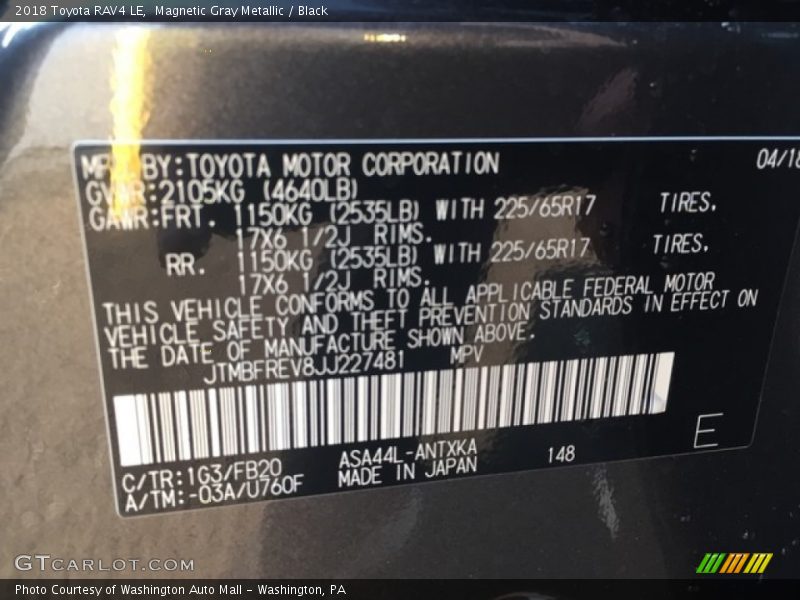 2018 Toyota RAV4 LE,  Magnetic Gray Metallic / Black
MFD BY:TOYOTA MOTOR CORPORATION 04/18
GVWR:2105KG (4640LB)
GAWR:FRT. 1150KG (2535LB) WITH 225/65R17 TIRES.
17X6 1/2J RIMS.
RR. 1150KG (2535LB) WITH 225/65R17 TIRES.
17X6 1/2J RIMS.
THIS VEHICLE CONFORMS TO ALL APPLICABLE FEDERAL MOTOR
VEHICLE SAFETY AND THEFT PREVENTION STANDARDS IN EFFECT ON
THE DATE OF MANUFACTURE SHOWN ABOVE.
JTMBFREV8JJ227481 MPV
C/TR:1G3/FB20 ASA44L-ANTXKA 148 E
A/TM:-03A/U760F MADE IN JAPAN
GTCARLOT.COM
Photo Courtesy of Washington Auto Mall - Washington, PA